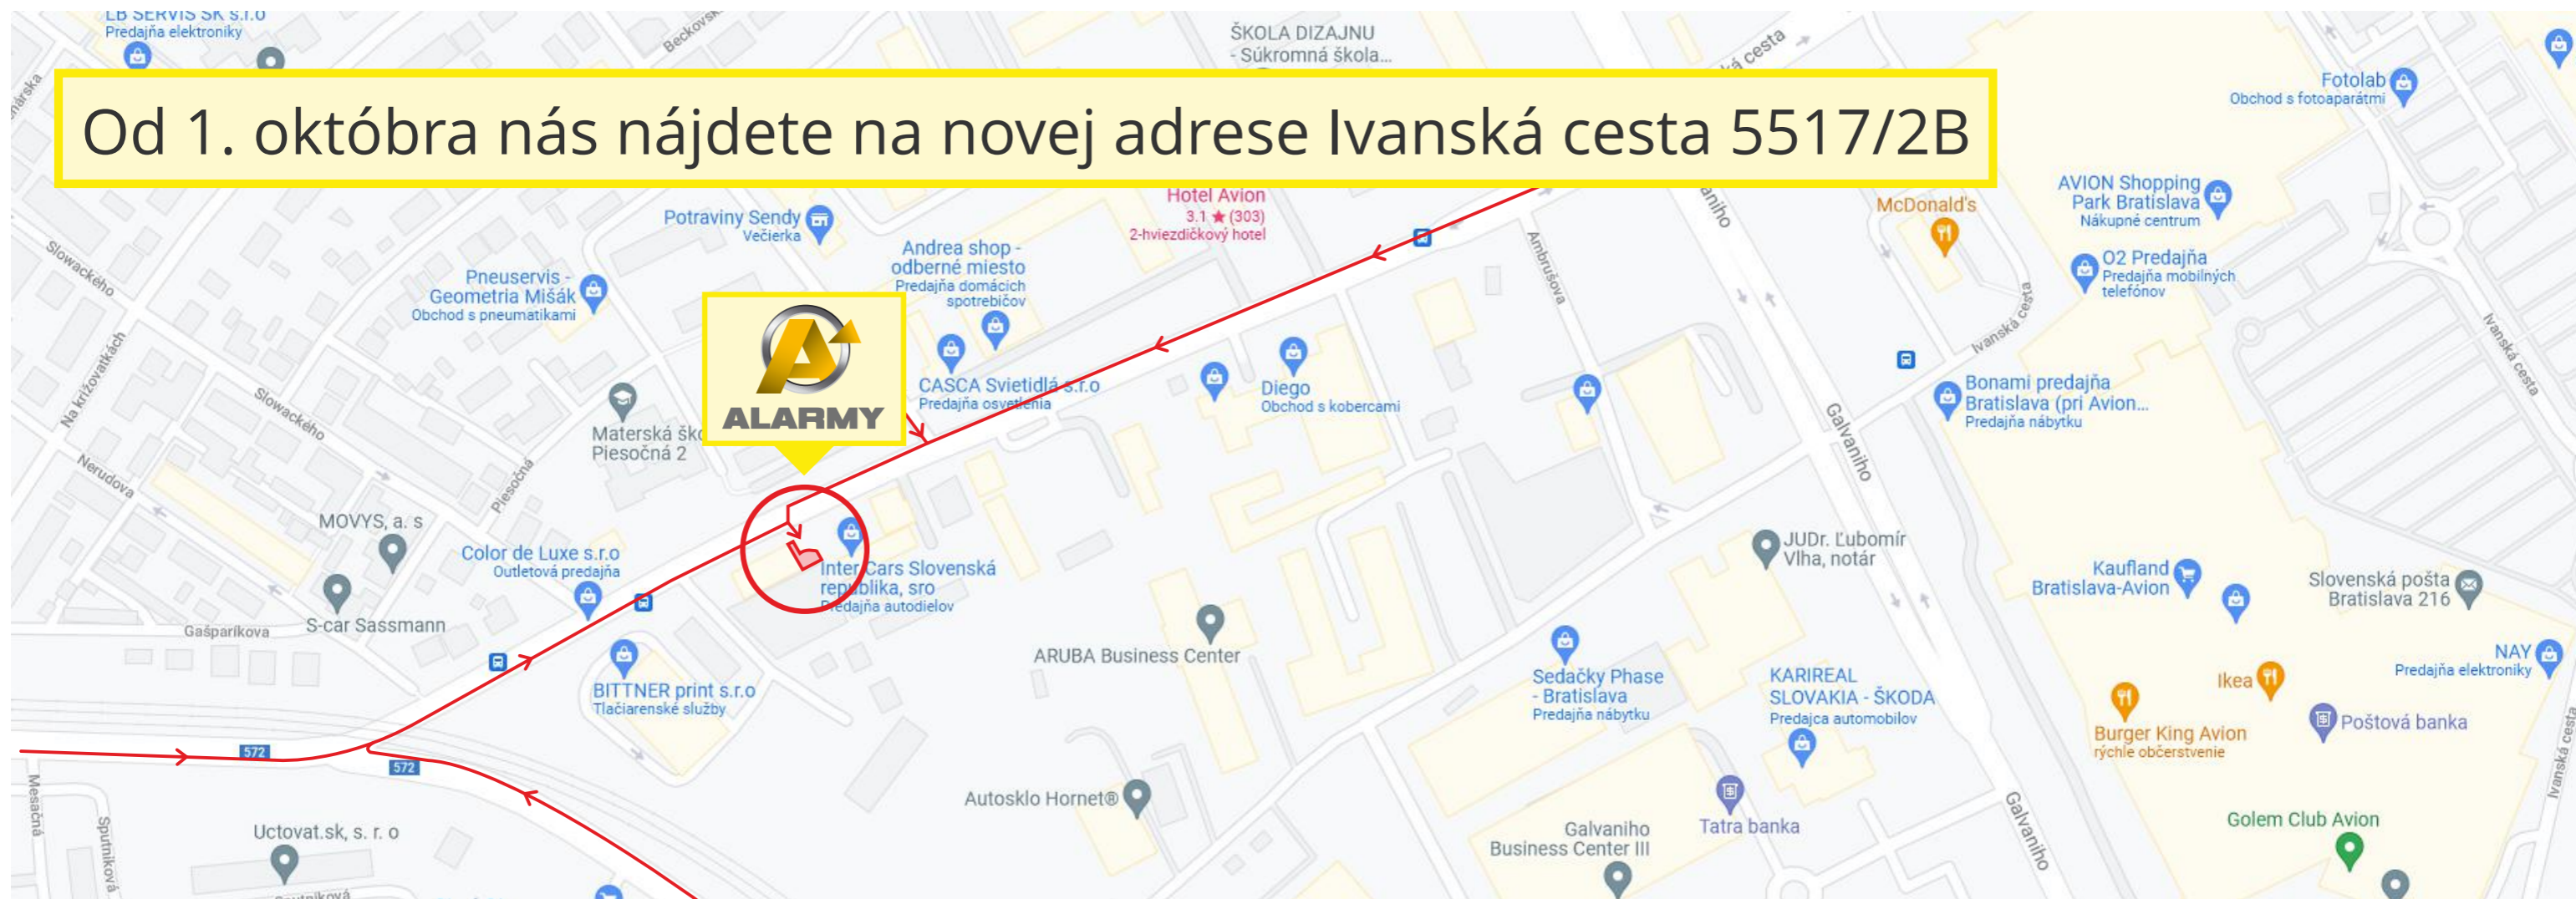 LB SERVIS SK s.r.o
Predajňa elektroniky
Beckovsk
ŠKOLA DIZAJNU
- Súkromná škola...
cesta
Fotolab
Obchod s fotoaparátmi
Od 1. októbra nás nájdete na novej adrese Ivanská cesta 5517/2B
Hotel Avion
3.1 ★ (303)
2-hviezdičkový hotel
Potraviny Sendy
Večierka
McDonald's
AVION Shopping
Park Bratislava
Nákupné centrum
Slowackého
Pneuservis -
Geometria Mišák
Obchod s pneumatikami
Andrea shop -
odberné miesto
Predajňa domácich
spotrebičov
Ambrušova
O2 Predajňa
Predajňa mobilných
telefónov
Ivanská cesta
Ivanská cesta
Na križovatkách
Slowackého
ALARMY
CASCA Svietidlá s.r.o
Predajňa osvetlenia
Diego
Obchod s kobercami
Bonami predajňa
Bratislava (pri Avion...
Predajňa nábytku
Galvaniho
Materská ško
Piesočná 2
Nerudova
Piesočná
MOVYS, a. s
Color de Luxe s.r.o
Outletová predajňa
Inter Cars Slovenská
republika, sro
Predajňa autodielov
JUDr. Ľubomír
Vlha, notár
Kaufland
Bratislava-Avion
Slovenská pošta
Bratislava 216
Gašparíkova
S-car Sassmann
ARUBA Business Center
BITTNER print s.r.o
Tlačiarenské služby
Sedačky Phase
- Bratislava
Predajňa nábytku
KARIREAL
SLOVAKIA - ŠKODA
Predajca automobilov
NAY
Predajňa elektroniky
Ikea
Burger King Avion
rýchle občerstvenie
Poštová banka
Ivanská cesta
572
572
Mesačná
Sputniková
Autosklo Hornet®
Uctovat.sk, s. r. o
Galvaniho
Business Center III
Tatra banka
Galvaniho
Golem Club Avion